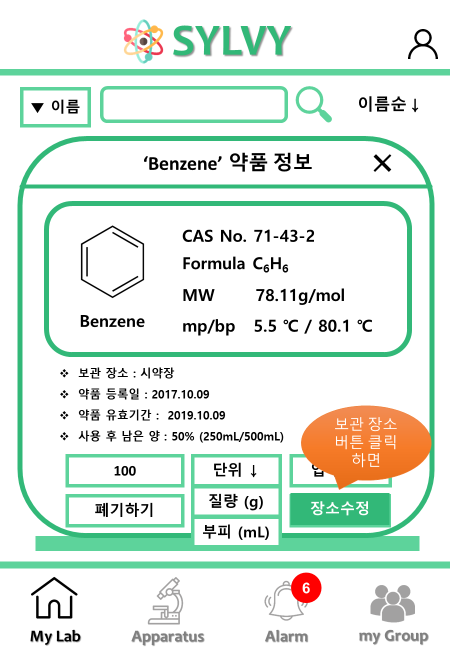 SYLVY
▼ 이름
이름순↓
‘Benzene’ 약품 정보
CAS No. 71-43-2
Formula C₆H₆
MW 78.11g/mol
mp/bp 5.5 ℃ / 80.1 ℃
Benzene
❖ 보관 장소 : 시약장
❖ 약품 등록일 : 2017.10.09
❖ 약품 유효기간 : 2019.10.09
❖ 사용 후 남은 양 : 50% (250mL/500mL)
보관 장소
버튼 클릭
하면
100
단위 ↓
폐기하기
질량 (g)
장소수정
부피 (mL)
6
My Lab
Apparatus
Alarm
my Group